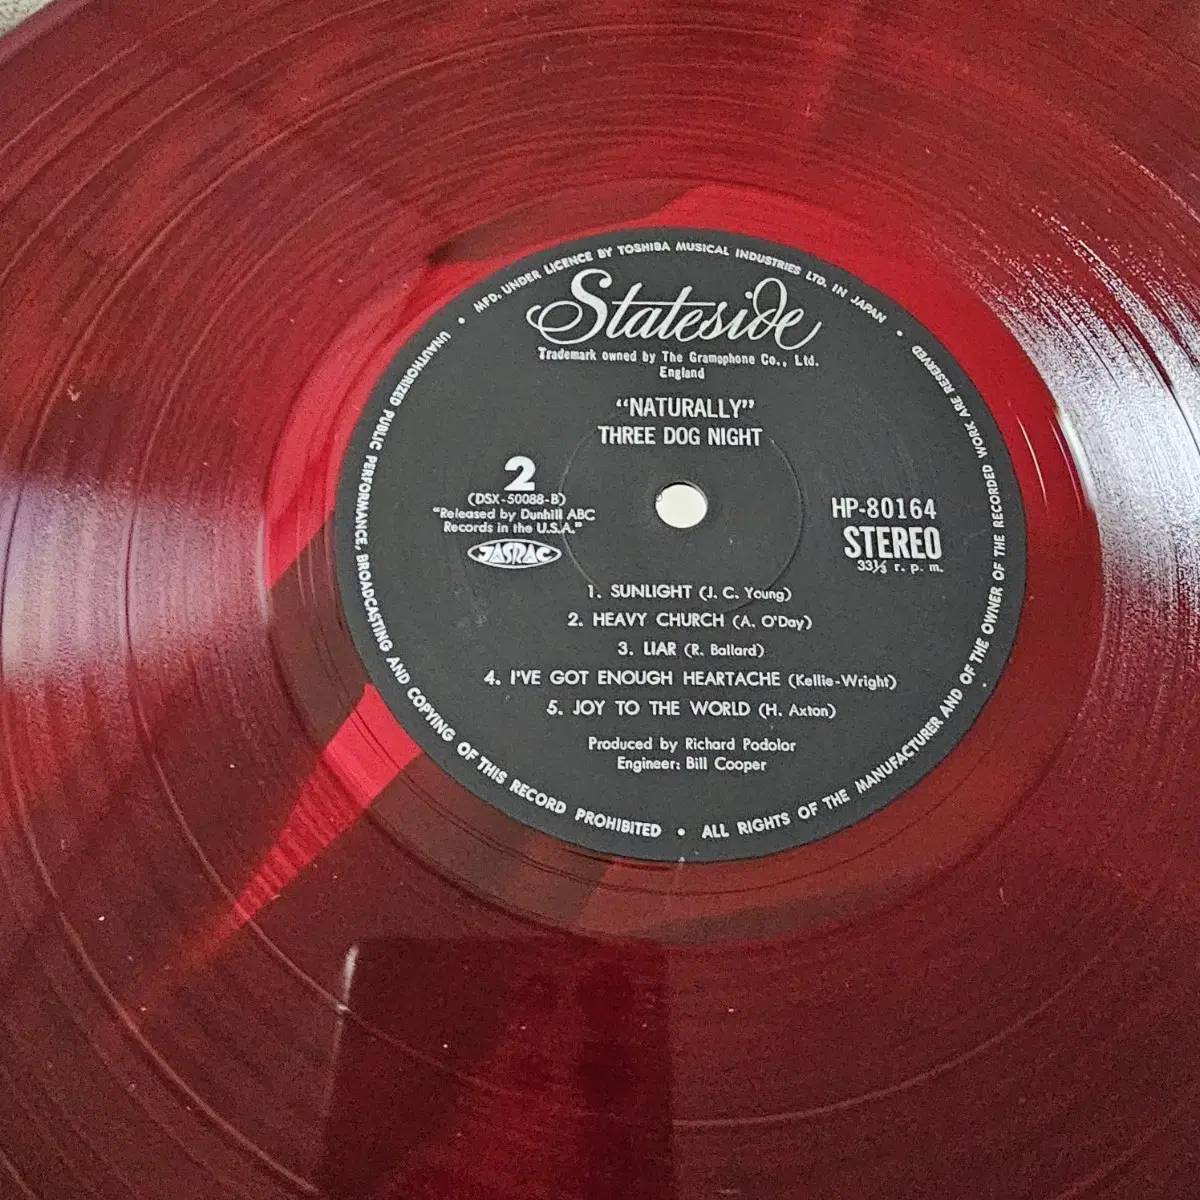 MFD. UNDER LICENCE BY TOSHIBA MUSICAL INDUSTRIES LTD. IN JAPAN
Stateside
Trademark owned by The Gramophone Co., Ltd.
England
“NATURALLY”
THREE DOG NIGHT
2
(DSX-50088-B)
“Released by Dunhill ABC
Records in the U.S.A.”
JASRAC
HP-80164
STEREO
33⅓ r. p. m.
1. SUNLIGHT (J. C. Young)
2. HEAVY CHURCH (A. O'Day)
3. LIAR (R. Ballard)
4. I'VE GOT ENOUGH HEARTACHE (Kellie-Wright)
5. JOY TO THE WORLD (H. Axton)
Produced by Richard Podolor
Engineer: Bill Cooper
UNAUTHORIZED PUBLIC PERFORMANCE, BROADCASTING AND COPYING OF THIS RECORD PROHIBITED • ALL RIGHTS OF THE MANUFACTURER AND OF THE OWNER OF THE RECORDED WORK ARE RESERVED